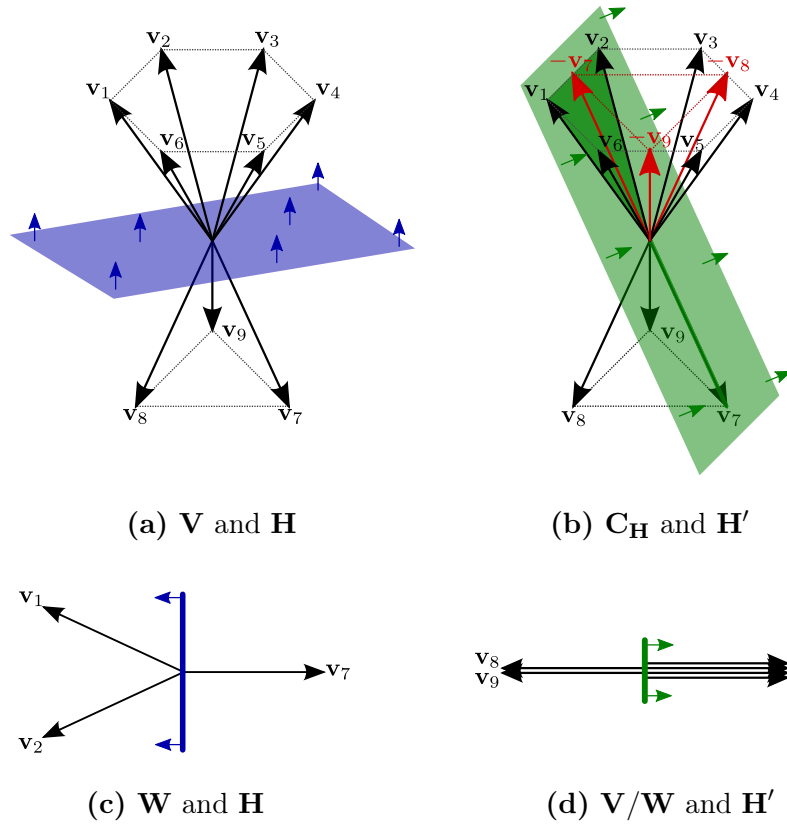 v₂ v₃
v₁ v₄
v₆ v₅
v₉
v₈ v₇
(a) V and H
v₂ v₃
−v₇ −v₈
v₁ v₄
−v₉
v₆ v₅
v₉
v₈ v₇
(b) C_H and H′
v₁
v₇
v₂
(c) W and H
v₈
v₉
(d) V/W and H′